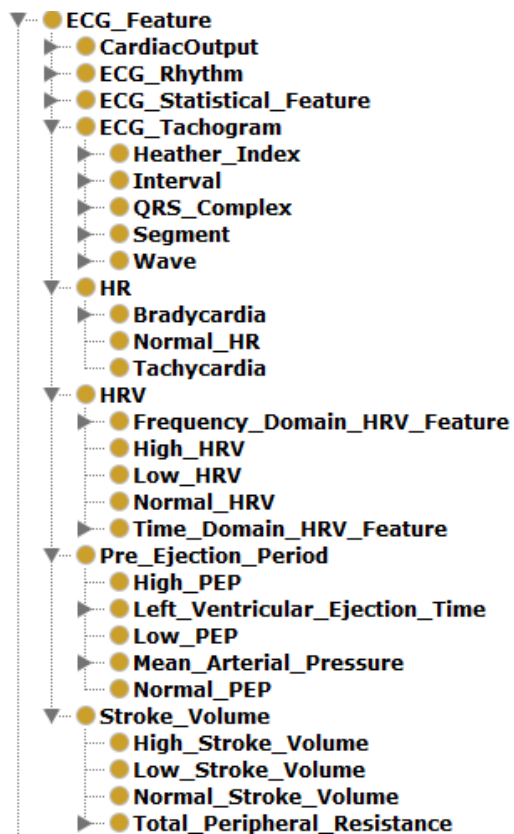 ECG_Feature
CardiacOutput
ECG_Rhythm
ECG_Statistical_Feature
ECG_Tachogram
Heather_Index
Interval
QRS_Complex
Segment
Wave
HR
Bradycardia
Normal_HR
Tachycardia
HRV
Frequency_Domain_HRV_Feature
High_HRV
Low_HRV
Normal_HRV
Time_Domain_HRV_Feature
Pre_Ejection_Period
High_PEP
Left_Ventricular_Ejection_Time
Low_PEP
Mean_Arterial_Pressure
Normal_PEP
Stroke_Volume
High_Stroke_Volume
Low_Stroke_Volume
Normal_Stroke_Volume
Total_Peripheral_Resistance